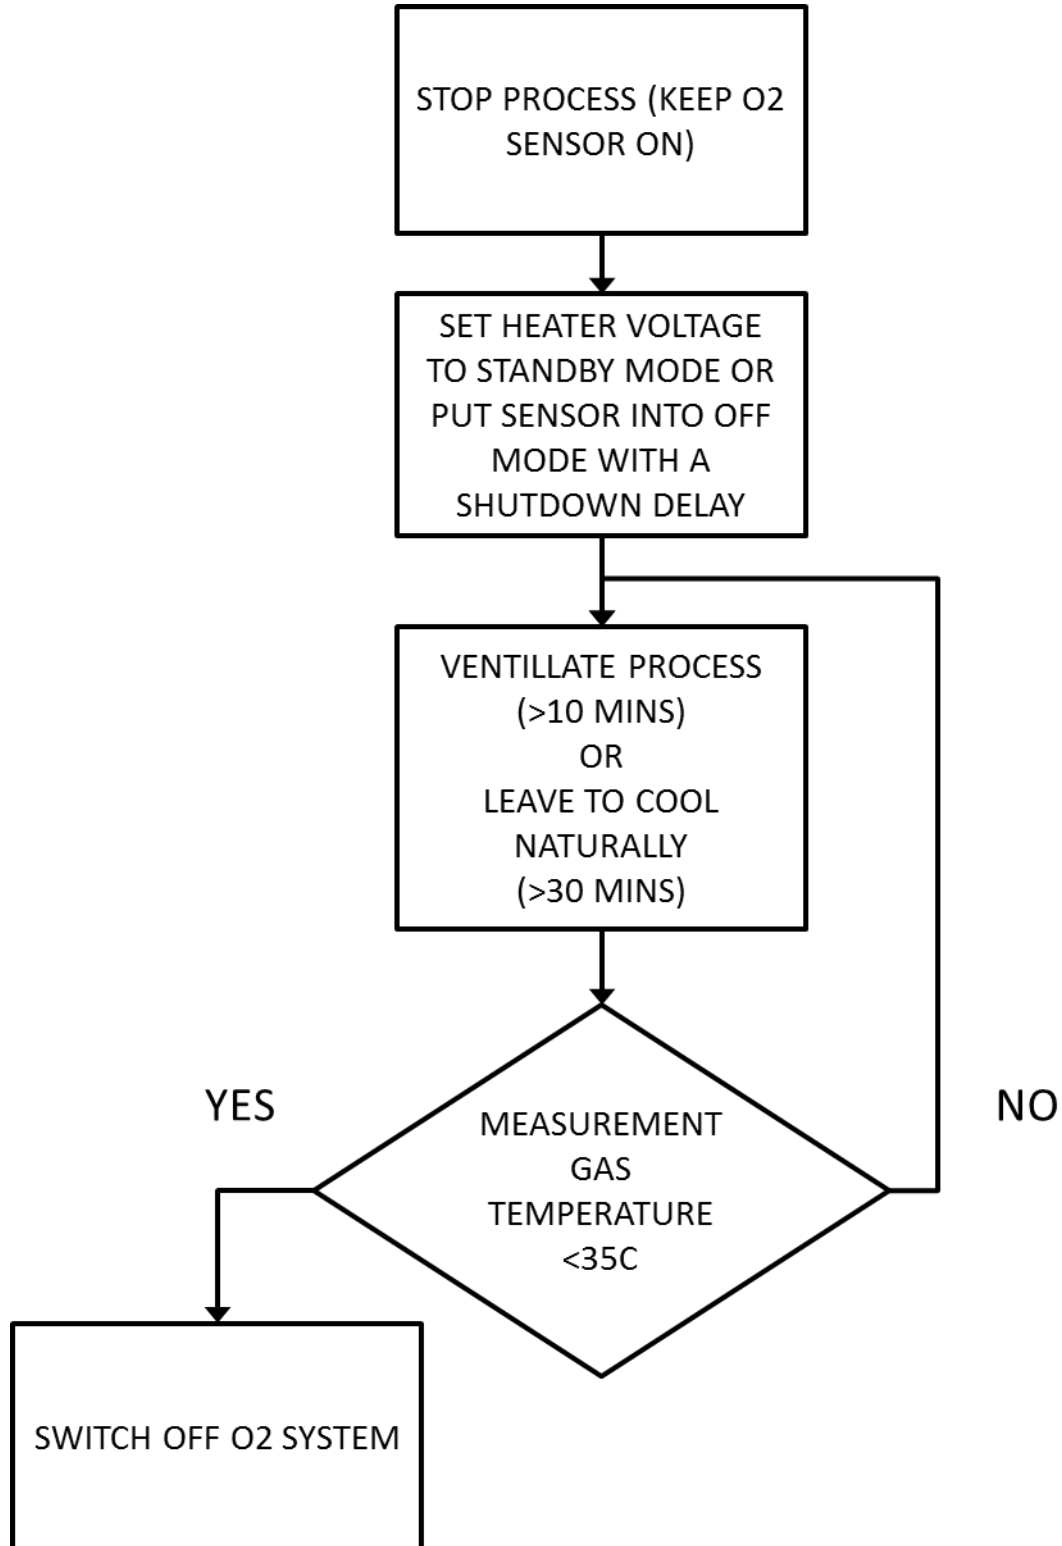 STOP PROCESS (KEEP O2
SENSOR ON)
SET HEATER VOLTAGE
TO STANDBY MODE OR
PUT SENSOR INTO OFF
MODE WITH A
SHUTDOWN DELAY
VENTILLATE PROCESS
(>10 MINS)
OR
LEAVE TO COOL
NATURALLY
(>30 MINS)
YES
NO
MEASUREMENT
GAS
TEMPERATURE
<35C
SWITCH OFF O2 SYSTEM